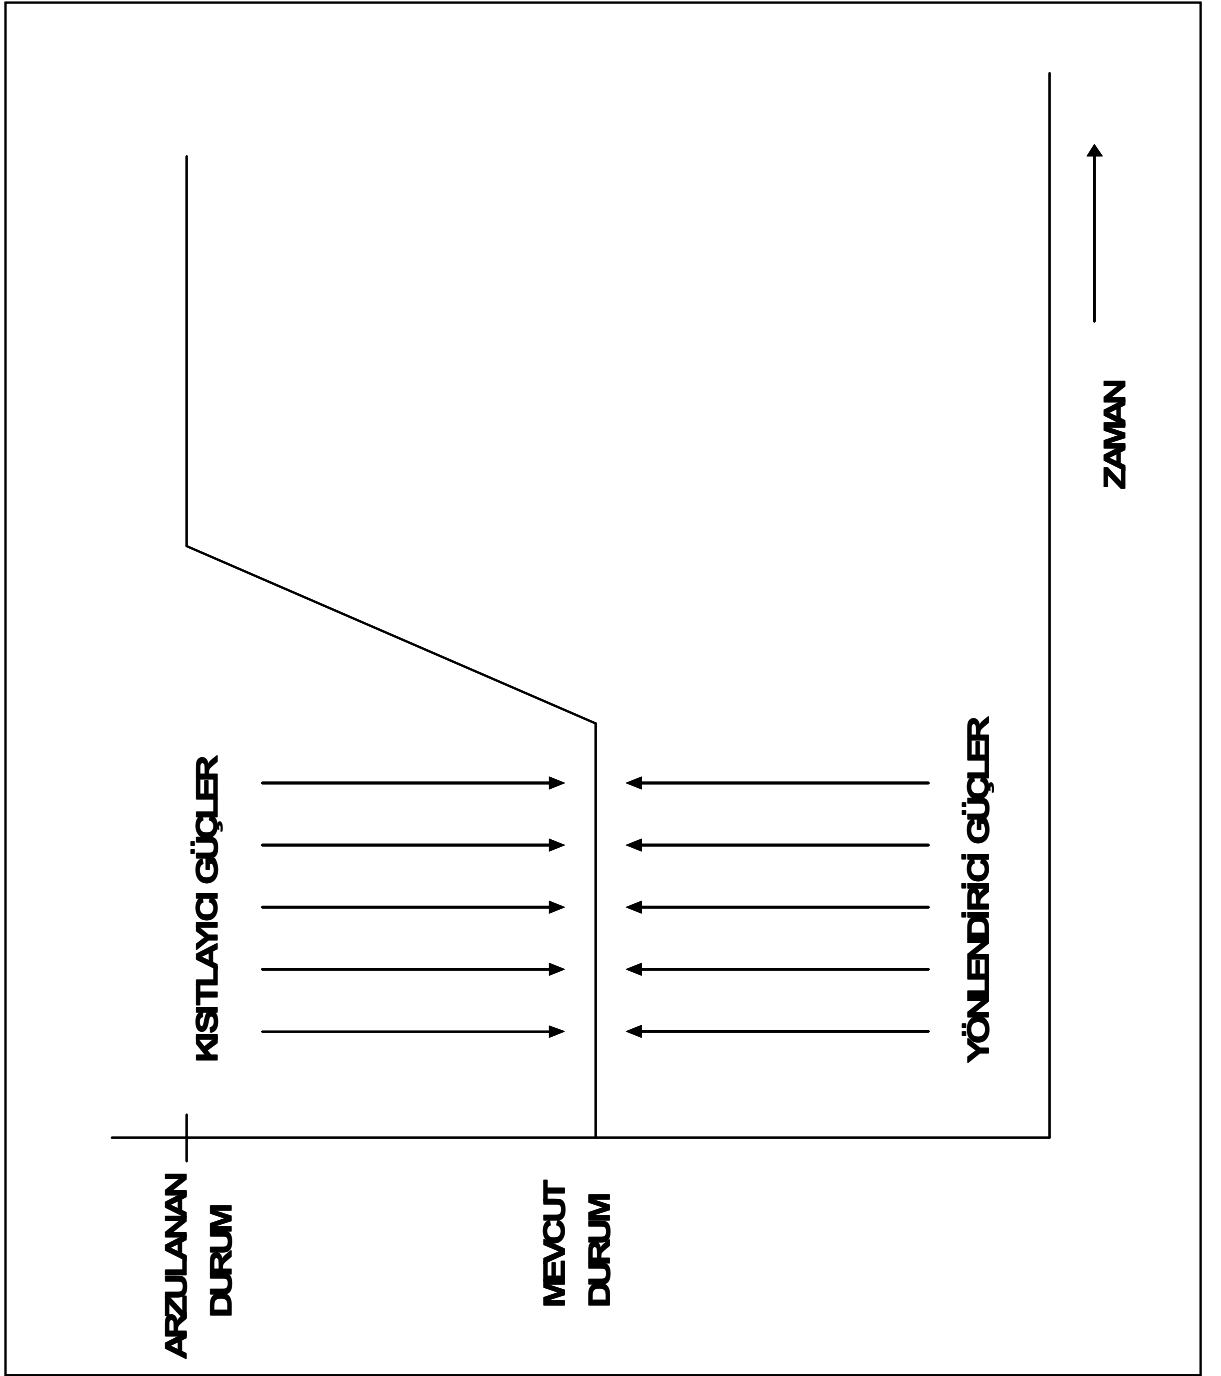 ARZULANAN
DURUM
KISITLAYICI GÜÇLER
MEVCUT
DURUM
YÖNLENDİRİCİ GÜÇLER
ZAMAN